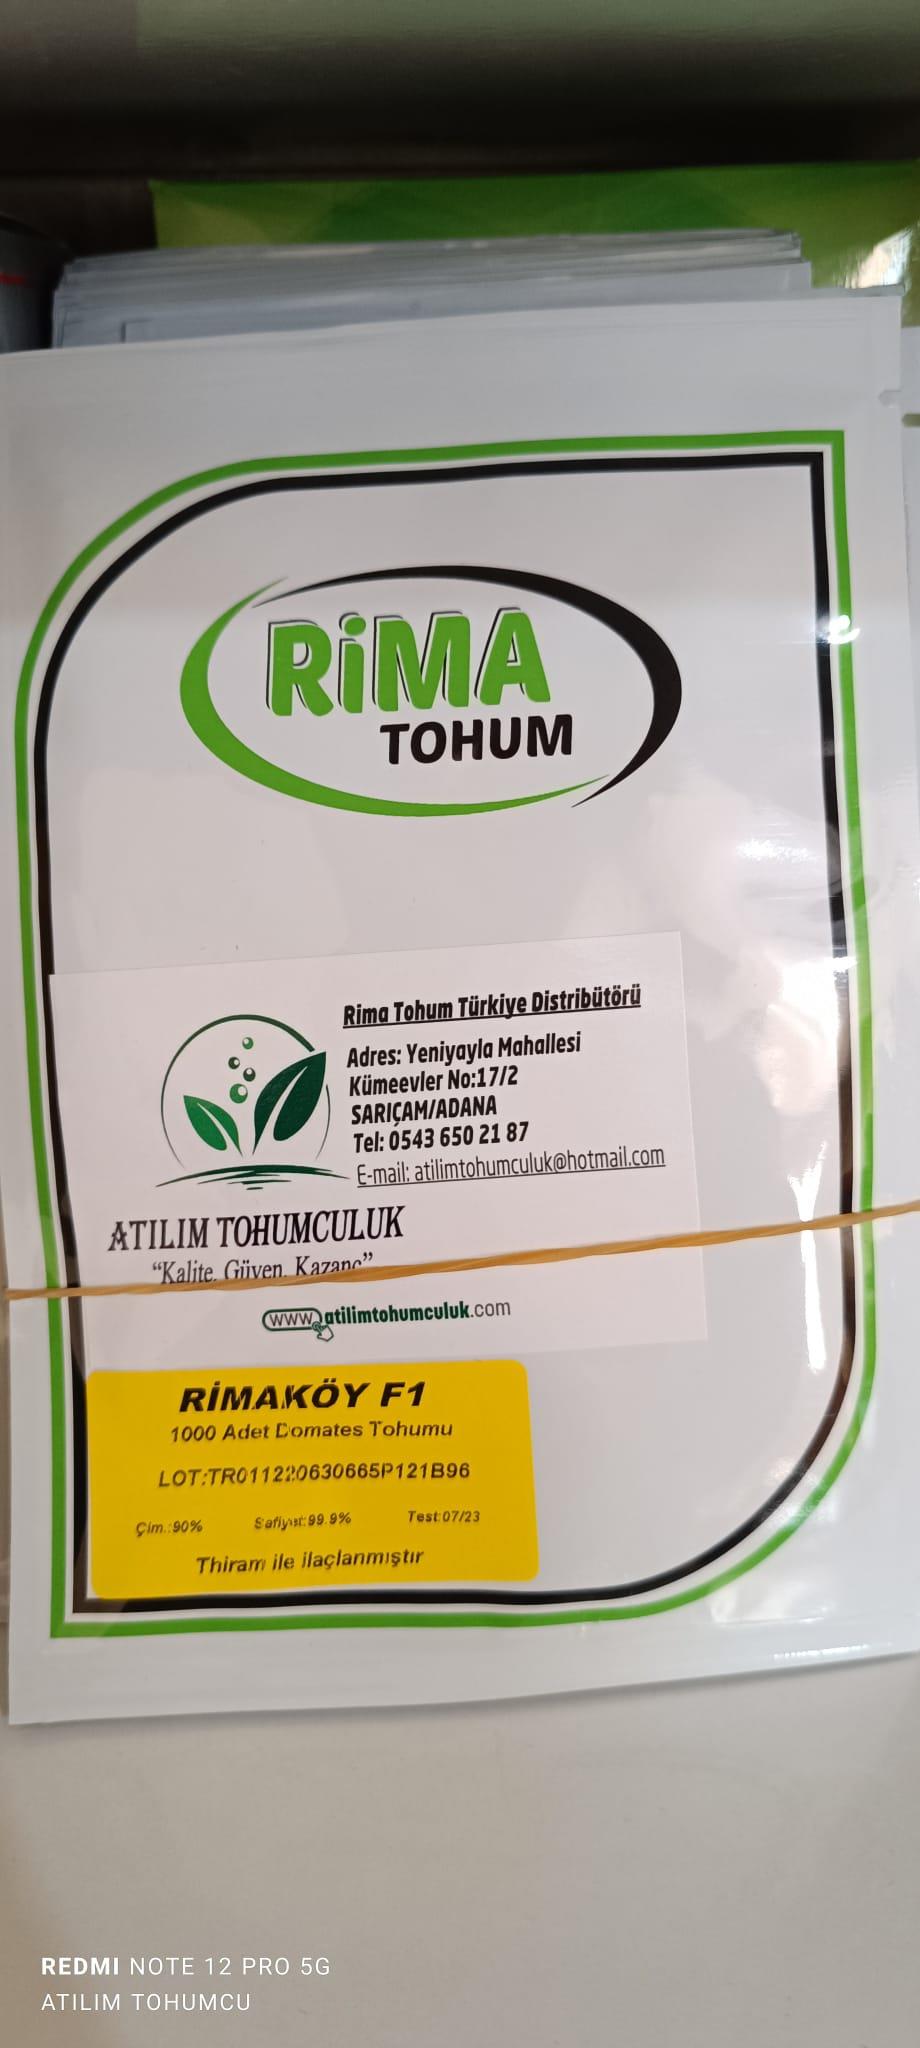 RiMA
TOHUM
Rima Tohum Türkiye Distribütörü
Adres: Yeniyayla Mahallesi
Kümeevler No:17/2
SARIÇAM/ADANA
Tel: 0543 650 21 87
E-mail: atilimtohumculuk@hotmail.com
ATILIM TOHUMCULUK
“Kalite, Güven, Kazanç”
www.atilimtohumculuk.com
RİMAKÖY F1
1000 Adet Domates Tohumu
LOT:TR011220630665P121B96
Çim.:90% Safiyet:99.9% Test:07/23
Thiram ile ilaçlanmıştır
REDMI NOTE 12 PRO 5G
ATILIM TOHUMCU